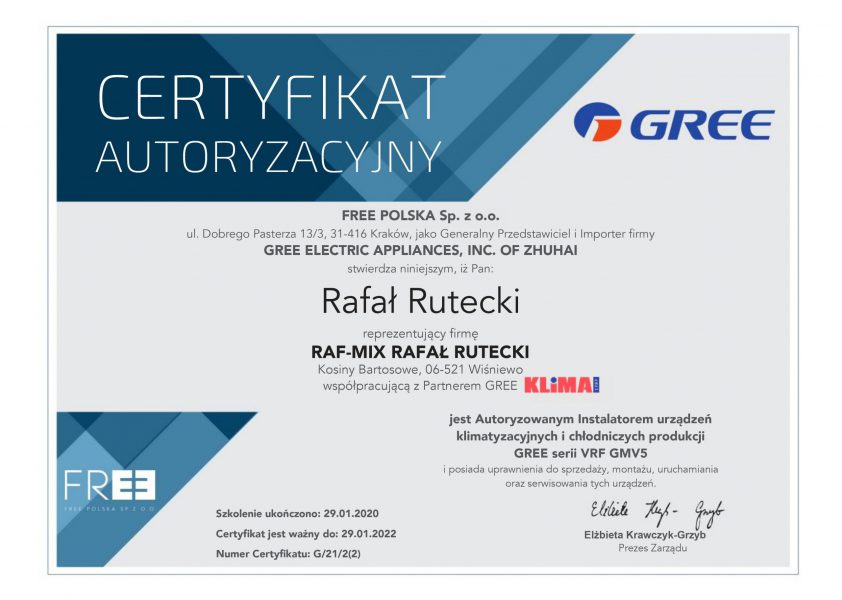 CERTYFIKAT
AUTORYZACYJNY
GREE
FREE POLSKA Sp. z o.o.
ul. Dobrego Pasterza 13/3, 31-416 Kraków, jako Generalny Przedstawiciel i Importer firmy
GREE ELECTRIC APPLIANCES, INC. OF ZHUHAI
stwierdza niniejszym, iż Pan:
Rafał Rutecki
reprezentujący firmę
RAF-MIX RAFAŁ RUTECKI
Kosiny Bartosowe, 06-521 Wiśniewo
współpracującą z Partnerem GREE KLiMA
jest Autoryzowanym Instalatorem urządzeń
klimatyzacyjnych i chłodniczych produkcji
GREE serii VRF GMV5
i posiada uprawnienia do sprzedaży, montażu, uruchamiania
oraz serwisowania tych urządzeń.
FREE
FREE POLSKA SP Z O.O.
Szkolenie ukończono: 29.01.2020
Certyfikat jest ważny do: 29.01.2022
Numer Certyfikatu: G/21/2(2)
Elżbieta Krawczyk-Grzyb
Prezes Zarządu